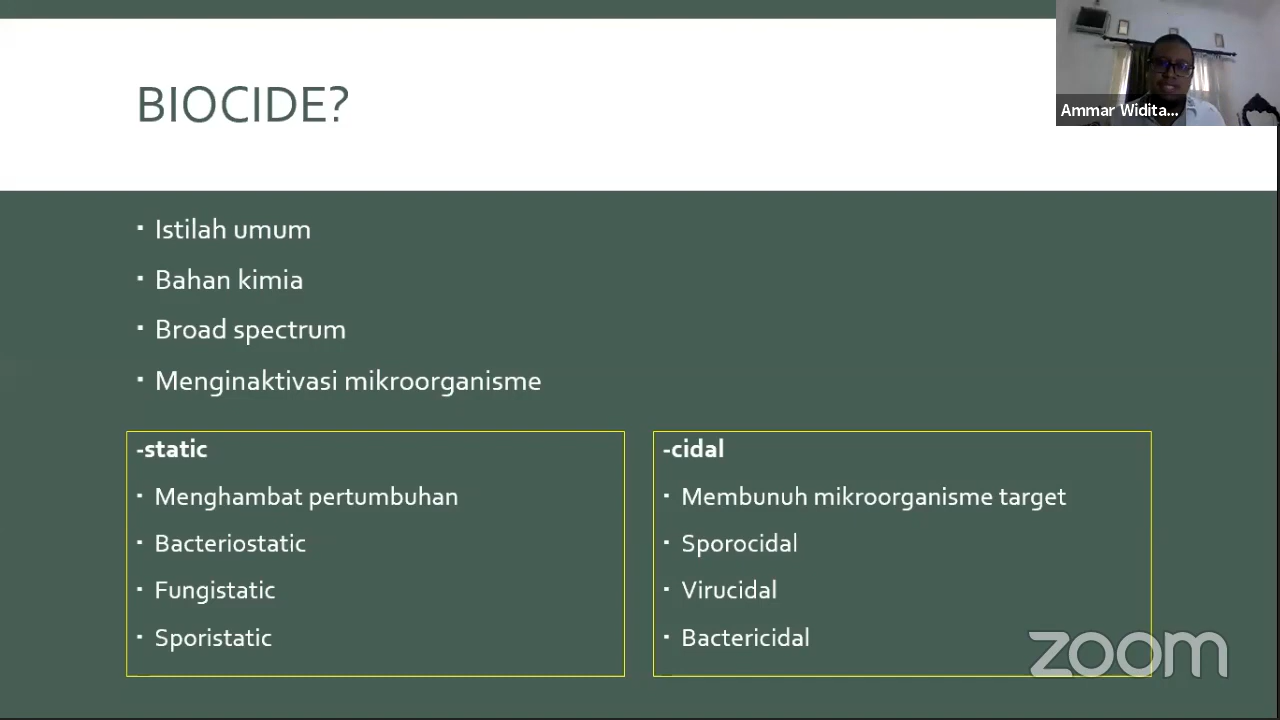 BIOCIDE?
Ammar Widita...
▪ Istilah umum
▪ Bahan kimia
▪ Broad spectrum
▪ Menginaktivasi mikroorganisme
-static
▪ Menghambat pertumbuhan
▪ Bacteriostatic
▪ Fungistatic
▪ Sporistatic
-cidal
▪ Membunuh mikroorganisme target
▪ Sporocidal
▪ Virucidal
▪ Bactericidal
zoom